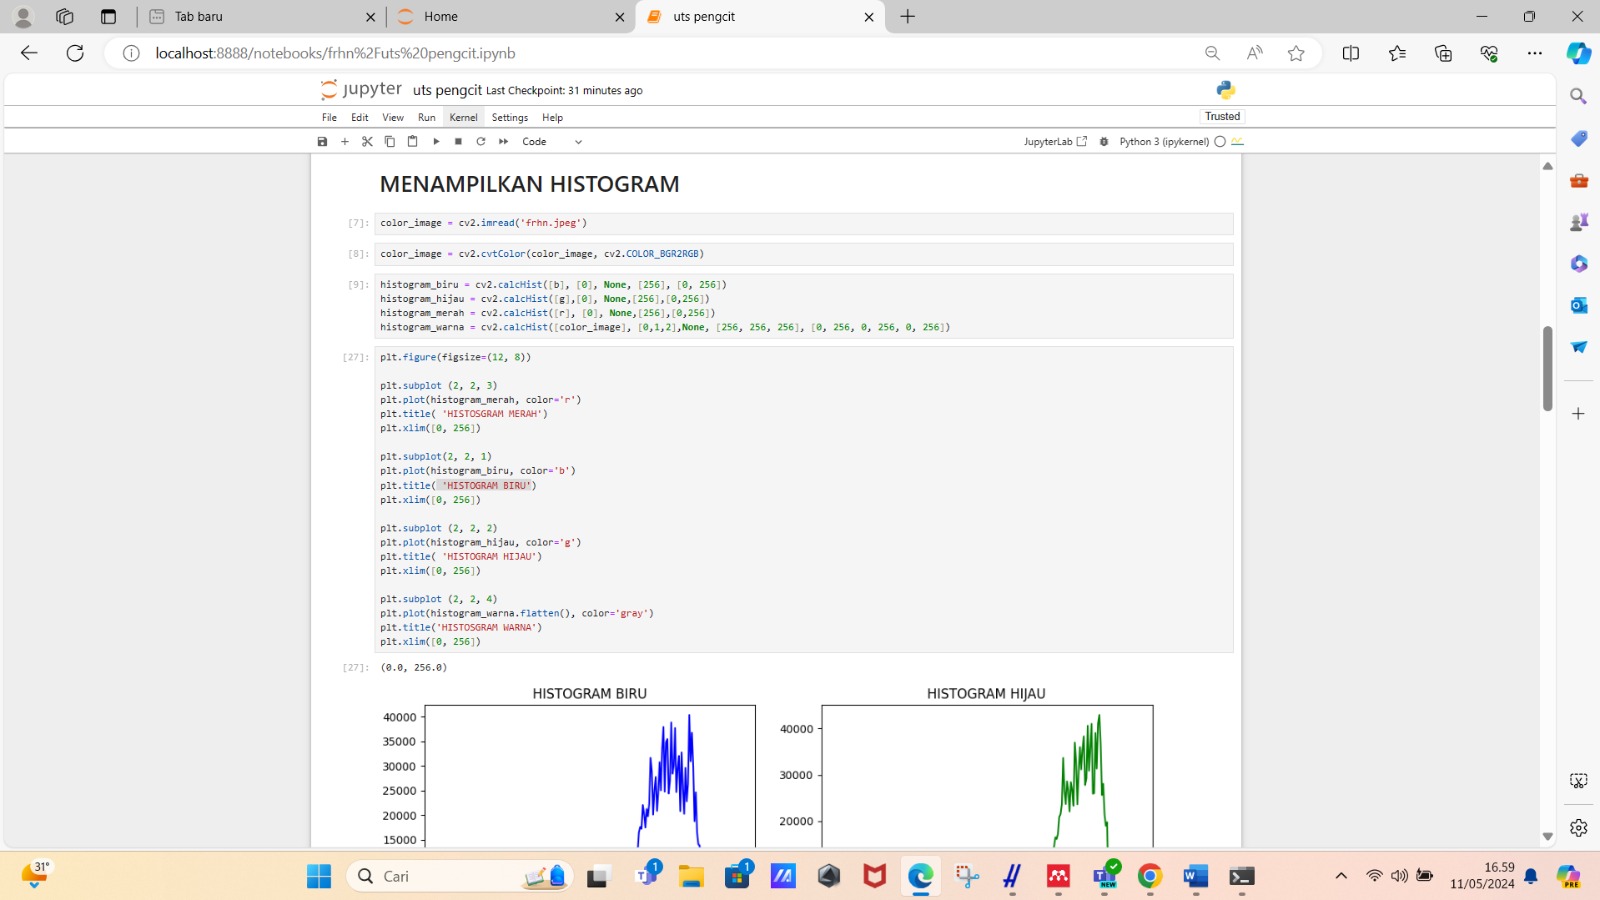 Tab baru
Home
uts pengcit
localhost:8888/notebooks/frhn%2Futs%20pengcit.ipynb
jupyter uts pengcit Last Checkpoint: 31 minutes ago
File Edit View Run Kernel Settings Help
Trusted
Code
JupyterLab
Python 3 (ipykernel)
MENAMPILKAN HISTOGRAM
[7]: color_image = cv2.imread('frhn.jpeg')
[8]: color_image = cv2.cvtColor(color_image, cv2.COLOR_BGR2RGB)
[9]: histogram_biru = cv2.calcHist([b], [0], None, [256], [0, 256])
histogram_hijau = cv2.calcHist([g],[0], None,[256],[0,256])
histogram_merah = cv2.calcHist([r], [0], None,[256],[0,256])
histogram_warna = cv2.calcHist([color_image], [0,1,2],None, [256, 256, 256], [0, 256, 0, 256, 0, 256])
[27]: plt.figure(figsize=(12, 8))
plt.subplot (2, 2, 3)
plt.plot(histogram_merah, color='r')
plt.title( 'HISTOSGRAM MERAH')
plt.xlim([0, 256])
plt.subplot(2, 2, 1)
plt.plot(histogram_biru, color='b')
plt.title( 'HISTOGRAM BIRU')
plt.xlim([0, 256])
plt.subplot (2, 2, 2)
plt.plot(histogram_hijau, color='g')
plt.title( 'HISTOGRAM HIJAU')
plt.xlim([0, 256])
plt.subplot (2, 2, 4)
plt.plot(histogram_warna.flatten(), color='gray')
plt.title('HISTOSGRAM WARNA')
plt.xlim([0, 256])
[27]: (0.0, 256.0)
HISTOGRAM BIRU
40000
35000
30000
25000
20000
15000
HISTOGRAM HIJAU
40000
30000
20000
31°
Cari
1
1
NEW
16.59
11/05/2024
PRE